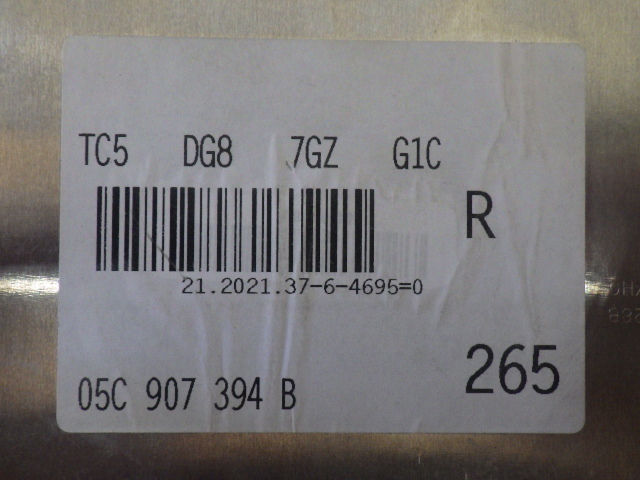 TC5 DG8 7GZ G1C
R
21.2021.37-6-4695=0
265
05C 907 394 B